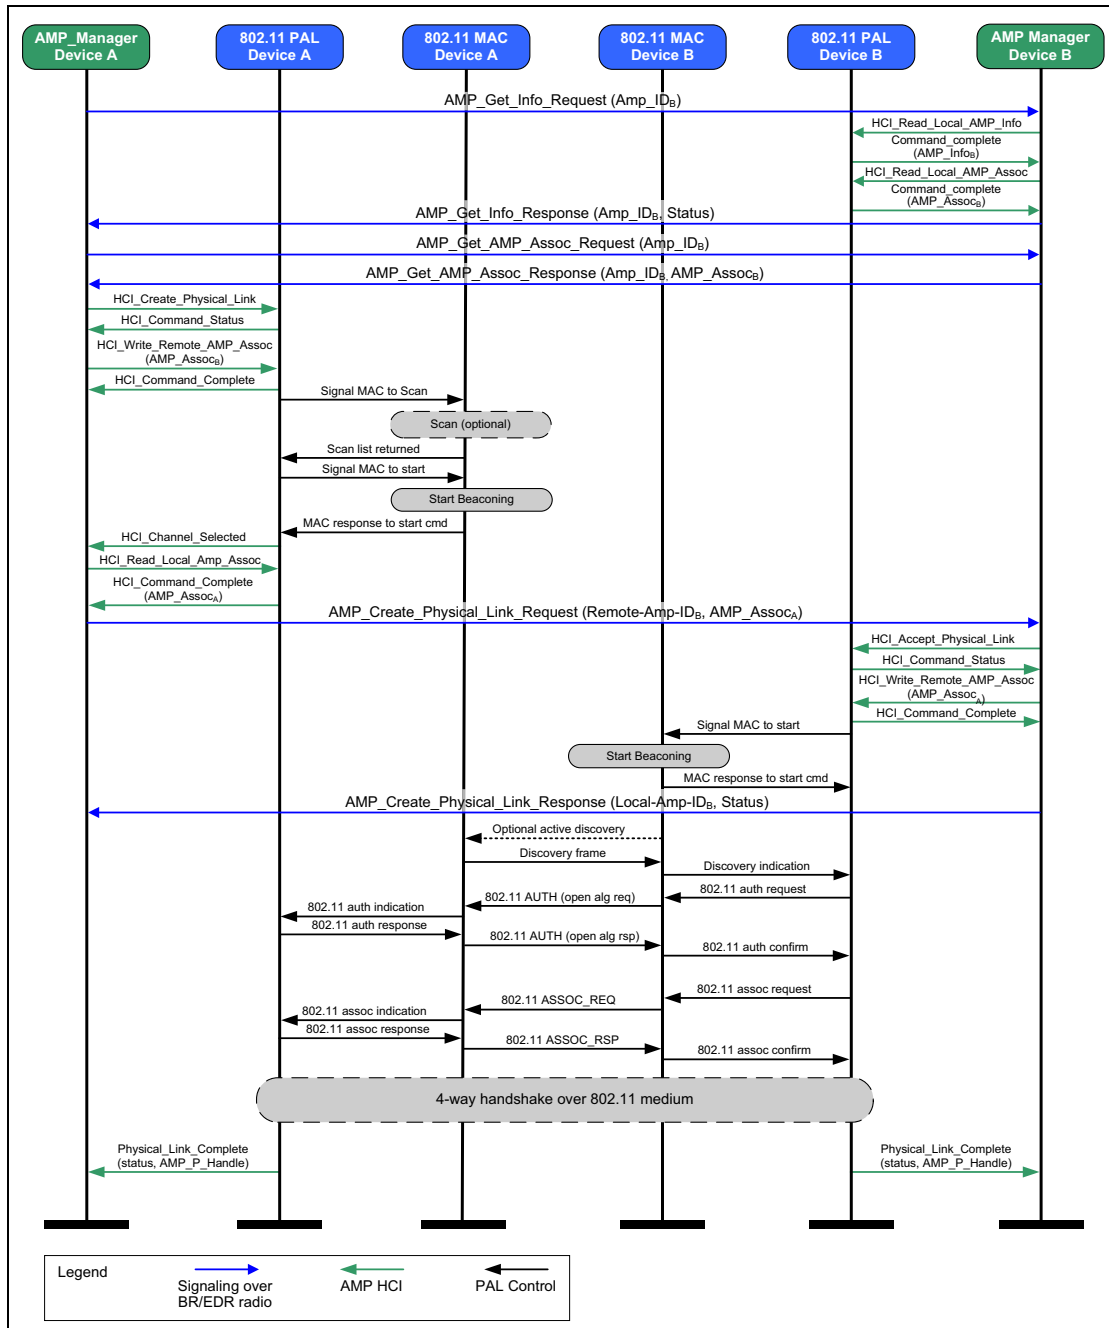 AMP_Manager
Device A
802.11 PAL
Device A
802.11 MAC
Device A
802.11 MAC
Device B
802.11 PAL
Device B
AMP Manager
Device B
AMP_Get_Info_Request (Amp_IDB)
HCI_Read_Local_AMP_Info
Command_complete
(AMP_InfoB)
HCI_Read_Local_AMP_Assoc
Command_complete
(AMP_AssocB)
AMP_Get_Info_Response (Amp_IDB, Status)
AMP_Get_AMP_Assoc_Request (Amp_IDB)
AMP_Get_AMP_Assoc_Response (Amp_IDB, AMP_AssocB)
HCI_Create_Physical_Link
HCI_Command_Status
HCI_Write_Remote_AMP_Assoc
(AMP_AssocB)
HCI_Command_Complete
Signal MAC to Scan
Scan (optional)
Scan list returned
Signal MAC to start
Start Beaconing
MAC response to start cmd
HCI_Channel_Selected
HCI_Read_Local_Amp_Assoc
HCI_Command_Complete
(AMP_AssocA)
AMP_Create_Physical_Link_Request (Remote-Amp-IDB, AMP_AssocA)
HCI_Accept_Physical_Link
HCI_Command_Status
HCI_Write_Remote_AMP_Assoc
(AMP_AssocA)
HCI_Command_Complete
Signal MAC to start
Start Beaconing
MAC response to start cmd
AMP_Create_Physical_Link_Response (Local-Amp-IDB, Status)
Optional active discovery
Discovery frame
Discovery indication
802.11 auth request
802.11 AUTH (open alg req)
802.11 auth indication
802.11 auth response
802.11 AUTH (open alg rsp)
802.11 auth confirm
802.11 assoc request
802.11 ASSOC_REQ
802.11 assoc indication
802.11 assoc response
802.11 ASSOC_RSP
802.11 assoc confirm
4-way handshake over 802.11 medium
Physical_Link_Complete
(status, AMP_P_Handle)
Physical_Link_Complete
(status, AMP_P_Handle)
Legend
Signaling over
BR/EDR radio
AMP HCI
PAL Control